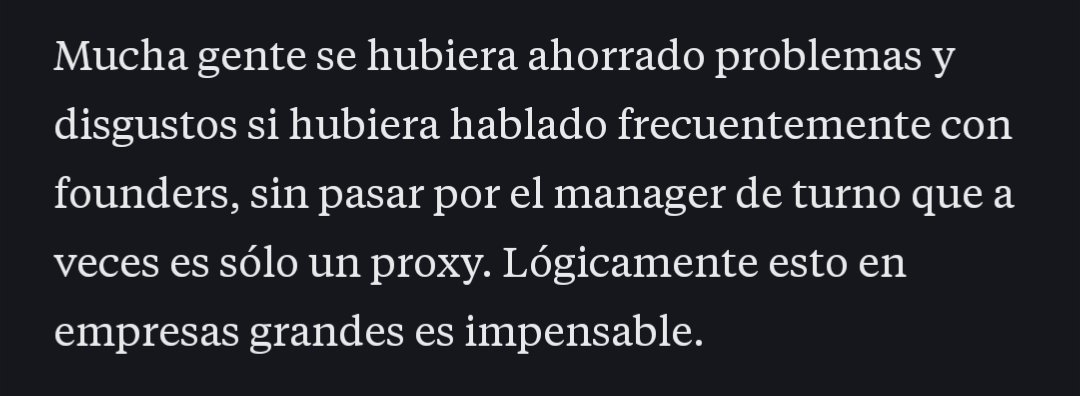 Mucha gente se hubiera ahorrado problemas y
disgustos si hubiera hablado frecuentemente con
founders, sin pasar por el manager de turno que a
veces es sólo un proxy. Lógicamente esto en
empresas grandes es impensable.